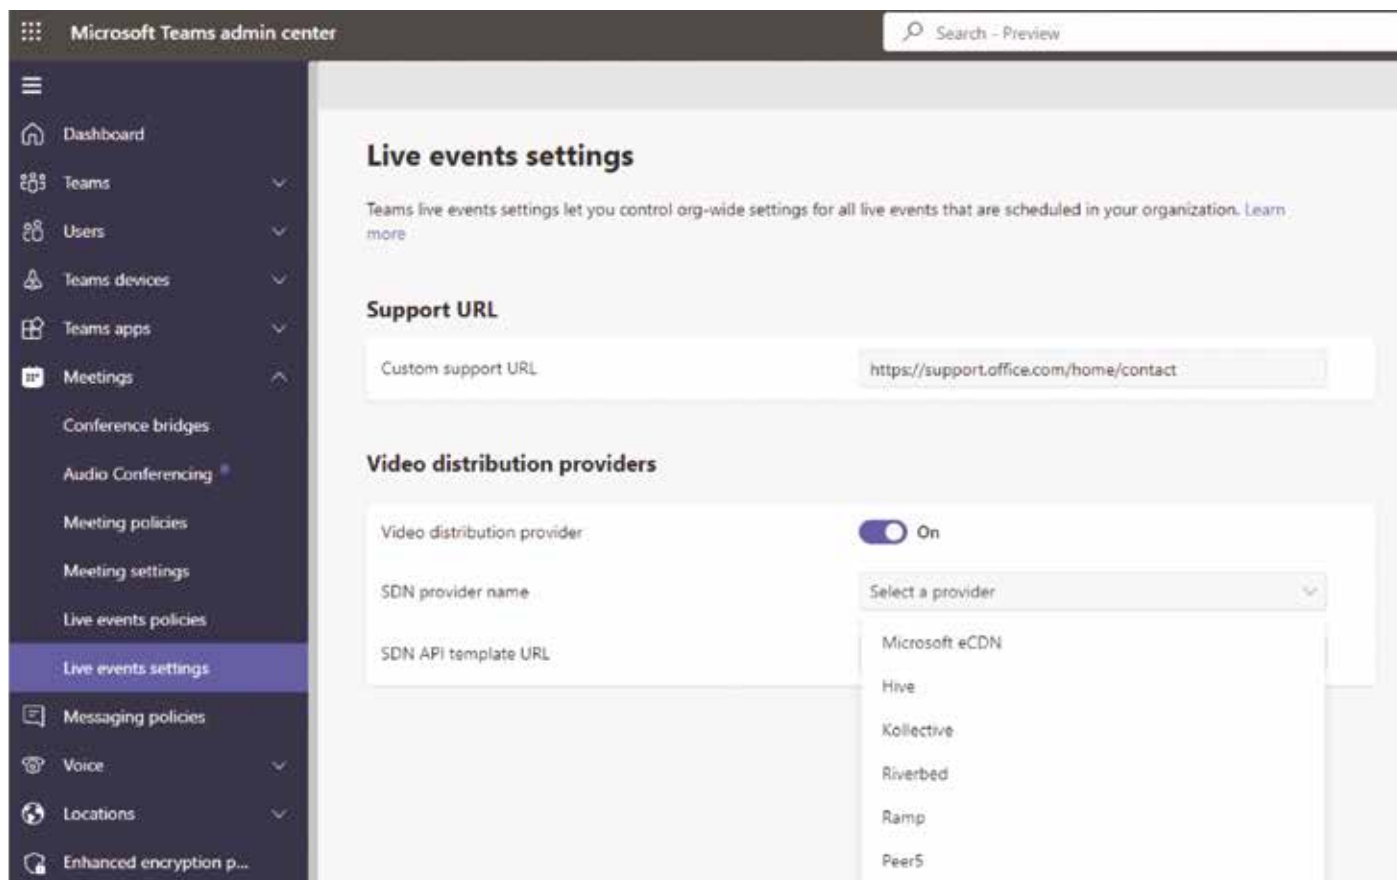 Microsoft Teams admin center
Search - Preview
Dashboard
Teams
Users
Teams devices
Teams apps
Meetings
Conference bridges
Audio Conferencing
Meeting policies
Meeting settings
Live events policies
Live events settings
Messaging policies
Voice
Locations
Enhanced encryption p...
Live events settings
Teams live events settings let you control org-wide settings for all live events that are scheduled in your organization. Learn
more
Support URL
Custom support URL
https://support.office.com/home/contact
Video distribution providers
Video distribution provider
On
SDN provider name
Select a provider
SDN API template URL
Microsoft eCDN
Hive
Kollective
Riverbed
Ramp
Peer5